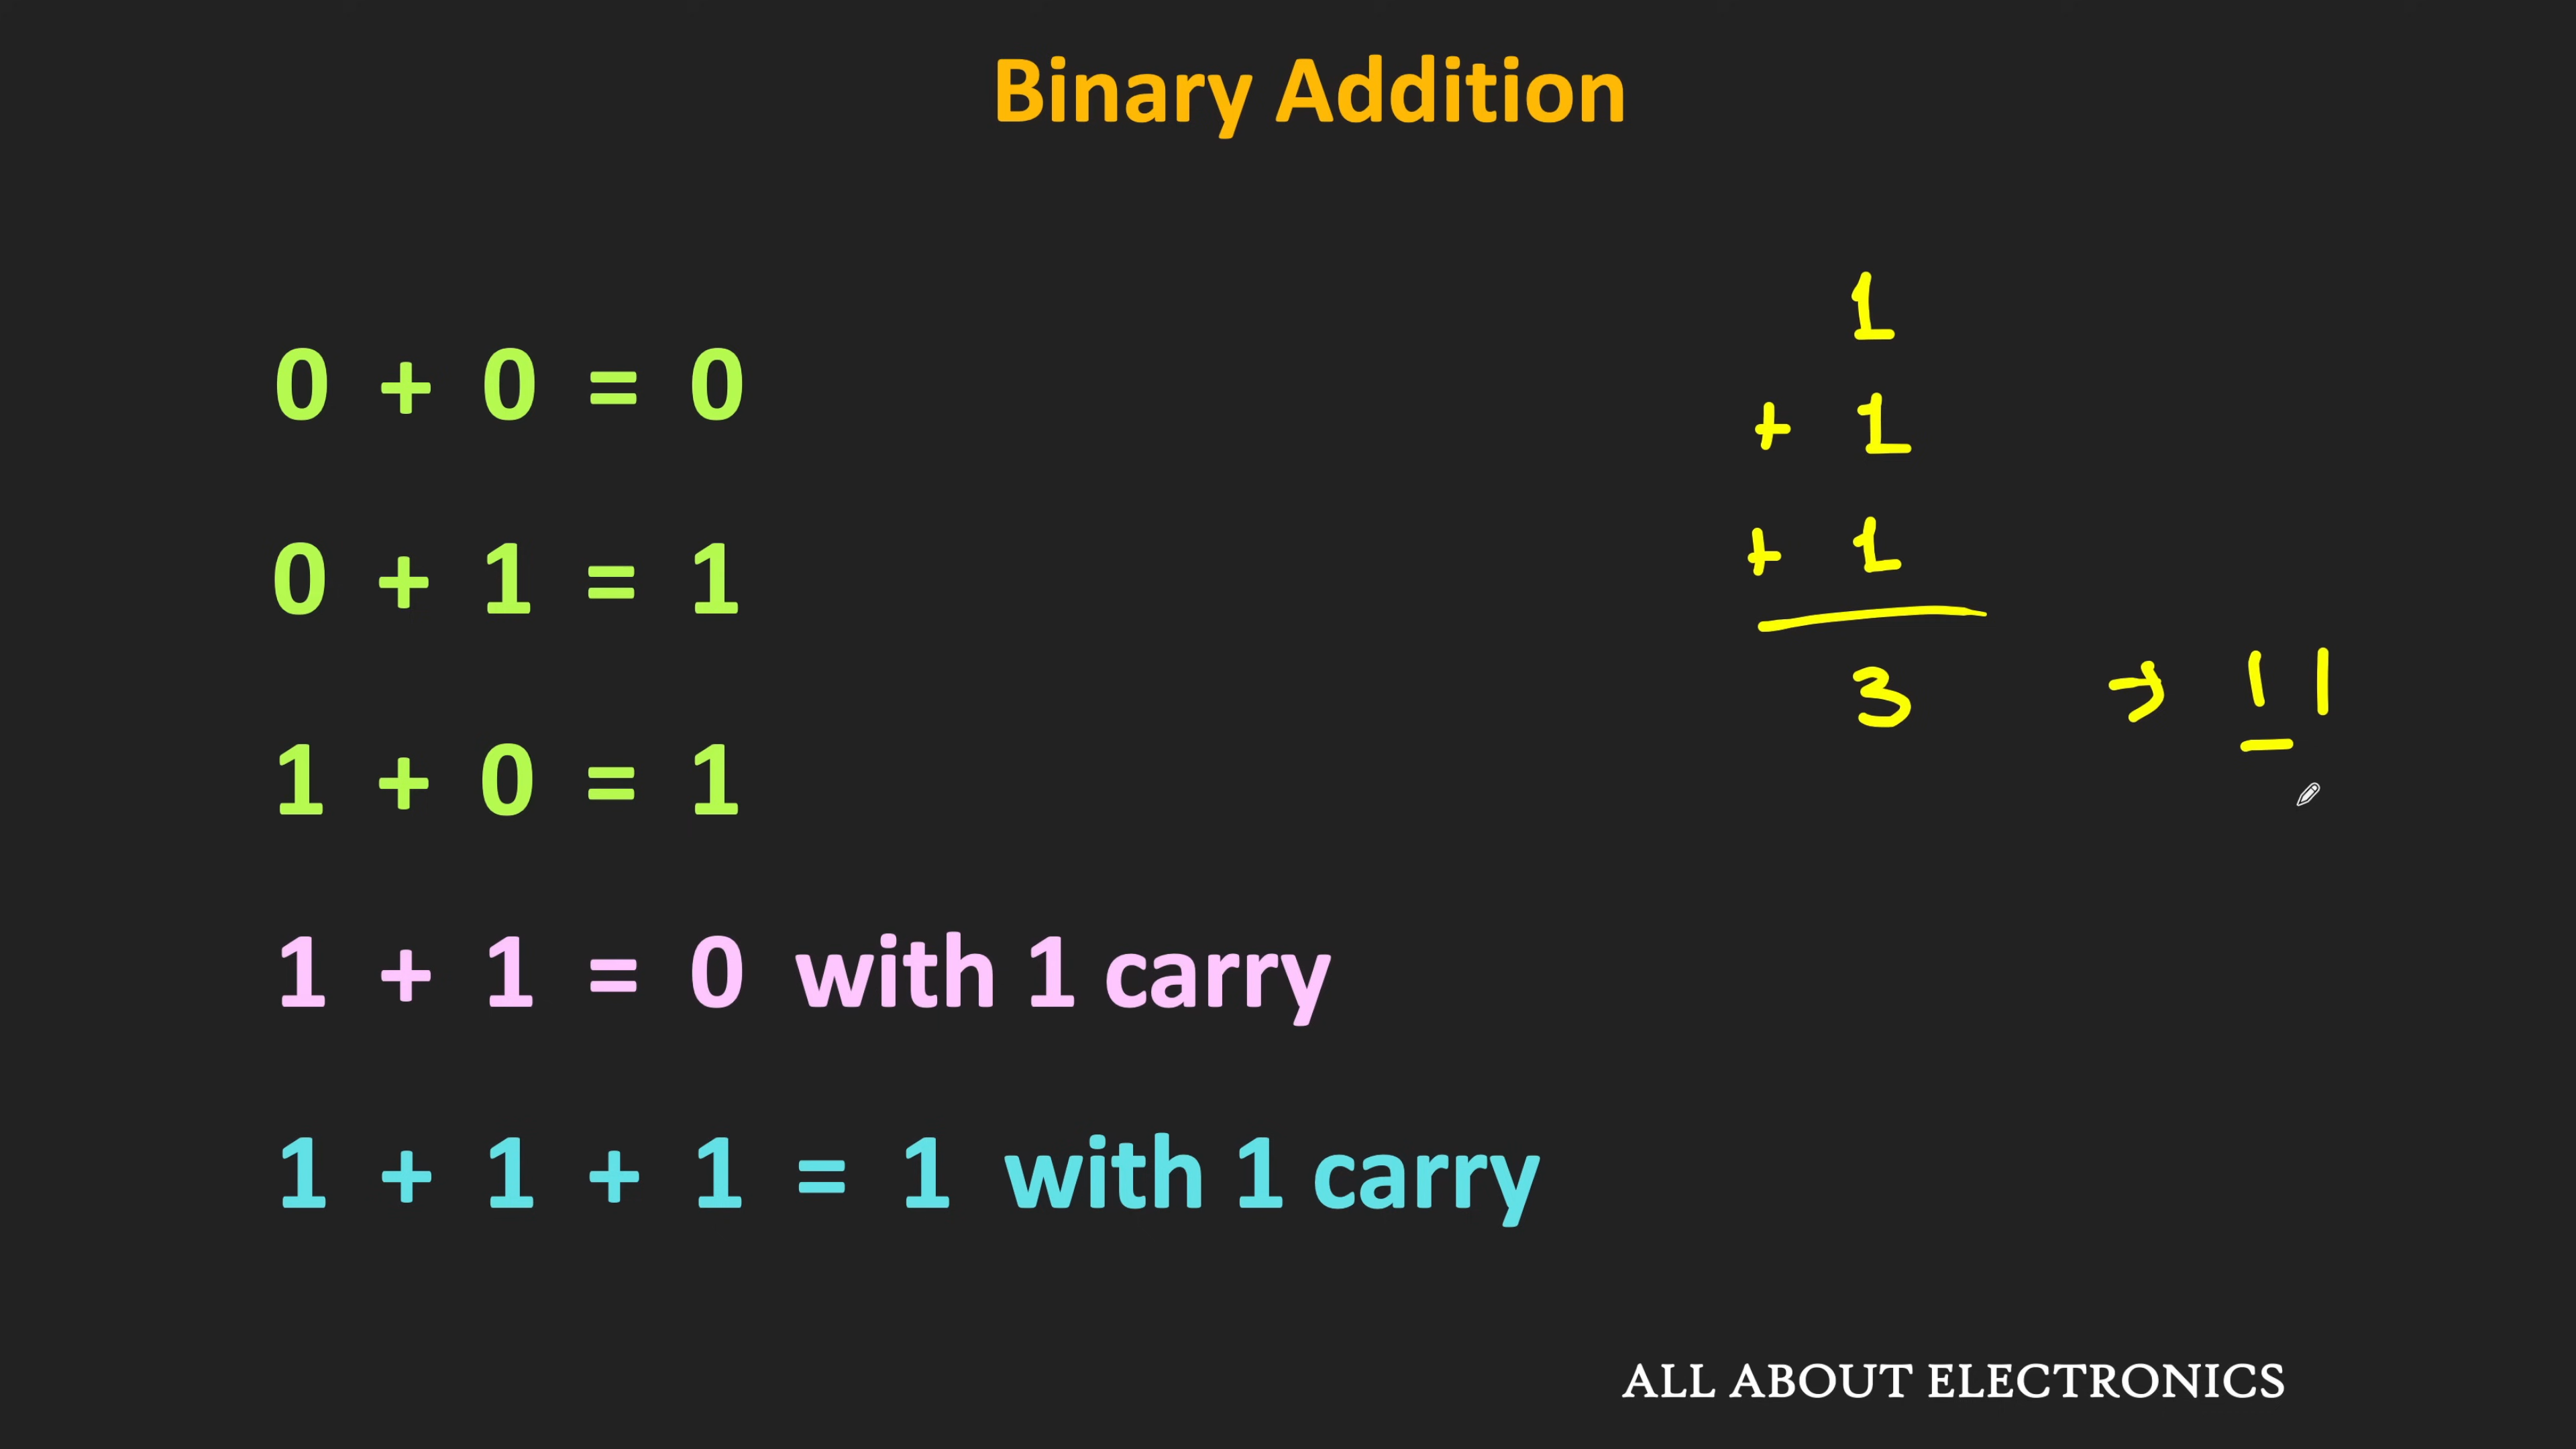 Binary Addition
0 + 0 = 0
0 + 1 = 1
1 + 0 = 1
1 + 1 = 0 with 1 carry
1 + 1 + 1 = 1 with 1 carry
1
+ 1
+ 1
3 → 11
ALL ABOUT ELECTRONICS